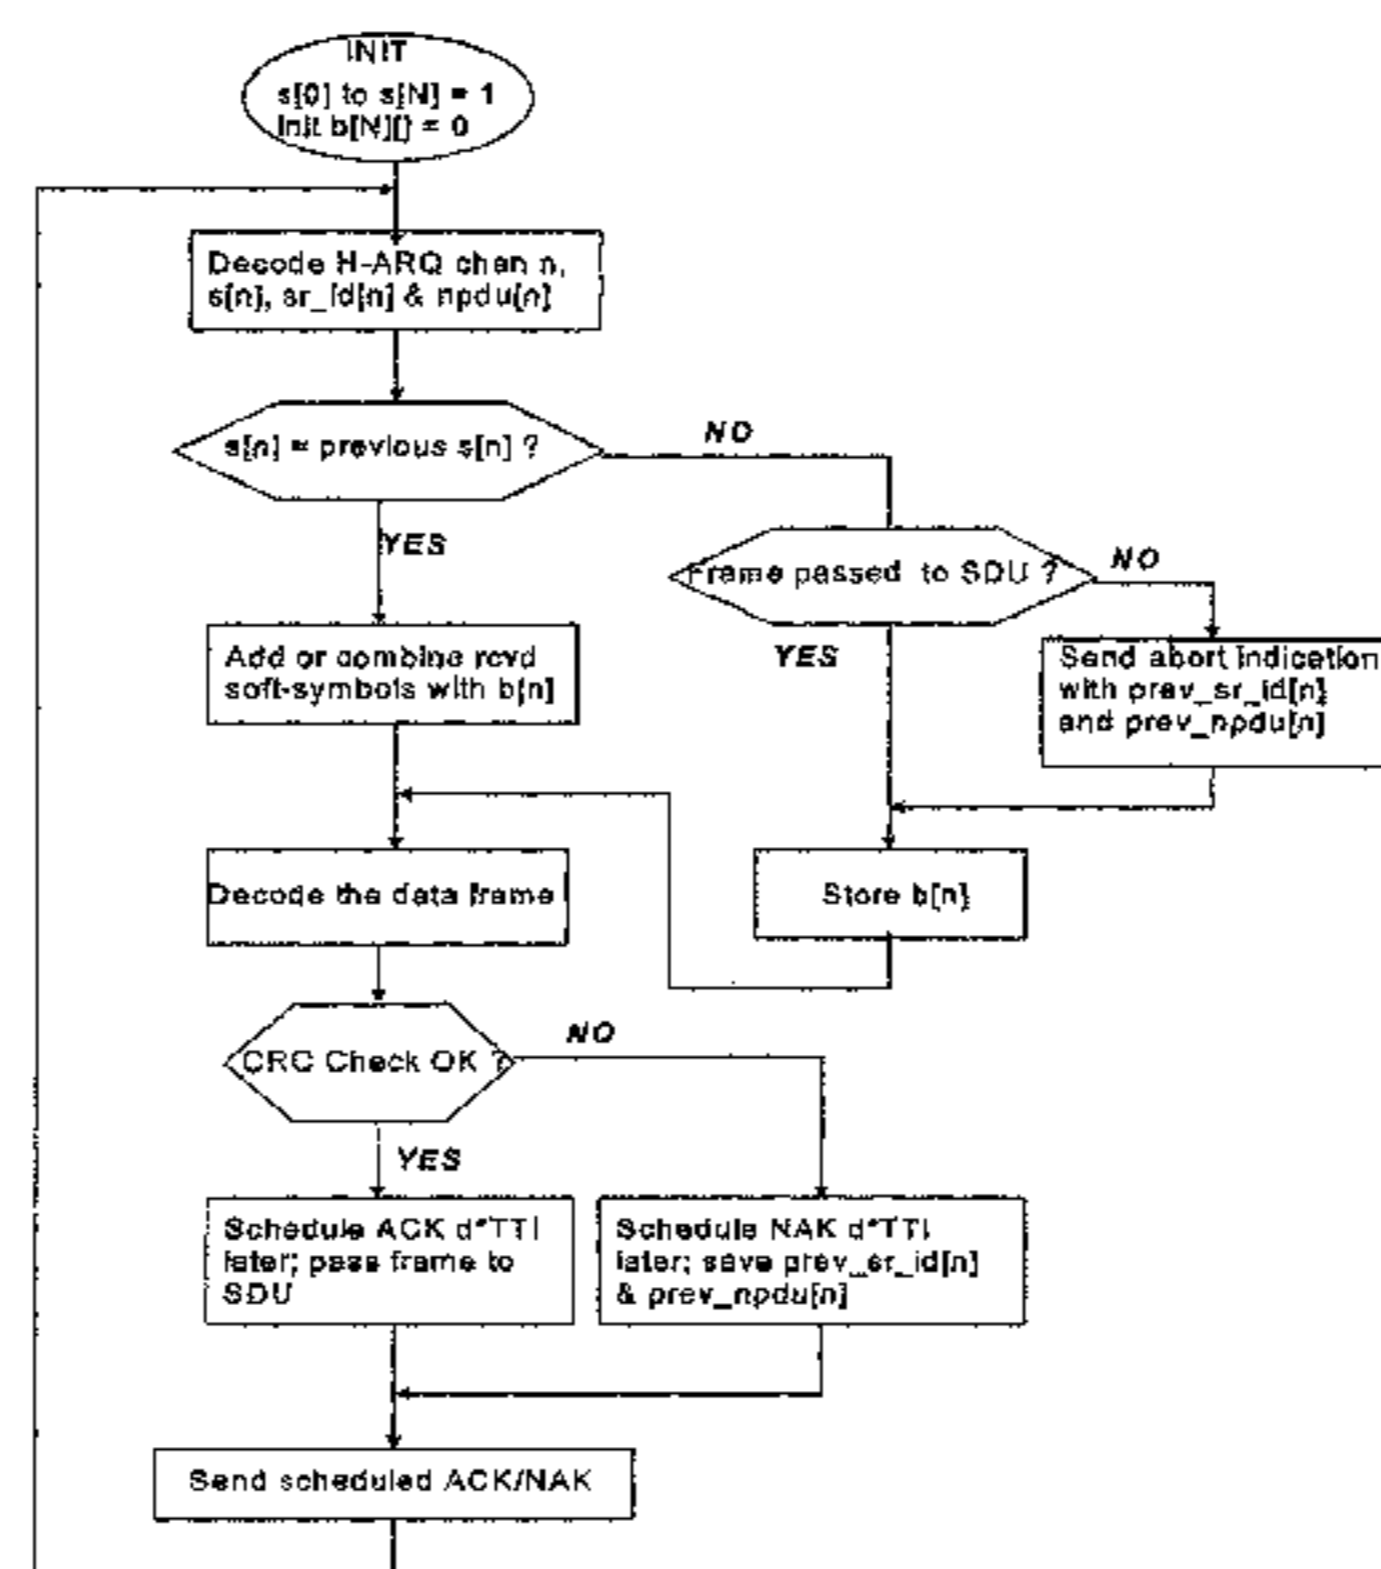 INIT
s[0] to s[N] = 1
Init b[N][] = 0
Decode H-ARQ chan n,
s[n], sr_id[n] & npdu[n]
s[n] = previous s[n] ?
NO
YES
Frame passed to SDU ?
NO
YES
Add or combine rcvd
soft-symbols with b[n]
Send abort indication
with prev_sr_id[n]
and prev_npdu[n]
Decode the data frame
Store b[n]
CRC Check OK ?
NO
YES
Schedule ACK d*TTI
later; pass frame to
SDU
Schedule NAK d*TTI
later; save prev_sr_id[n]
& prev_npdu[n]
Send scheduled ACK/NAK